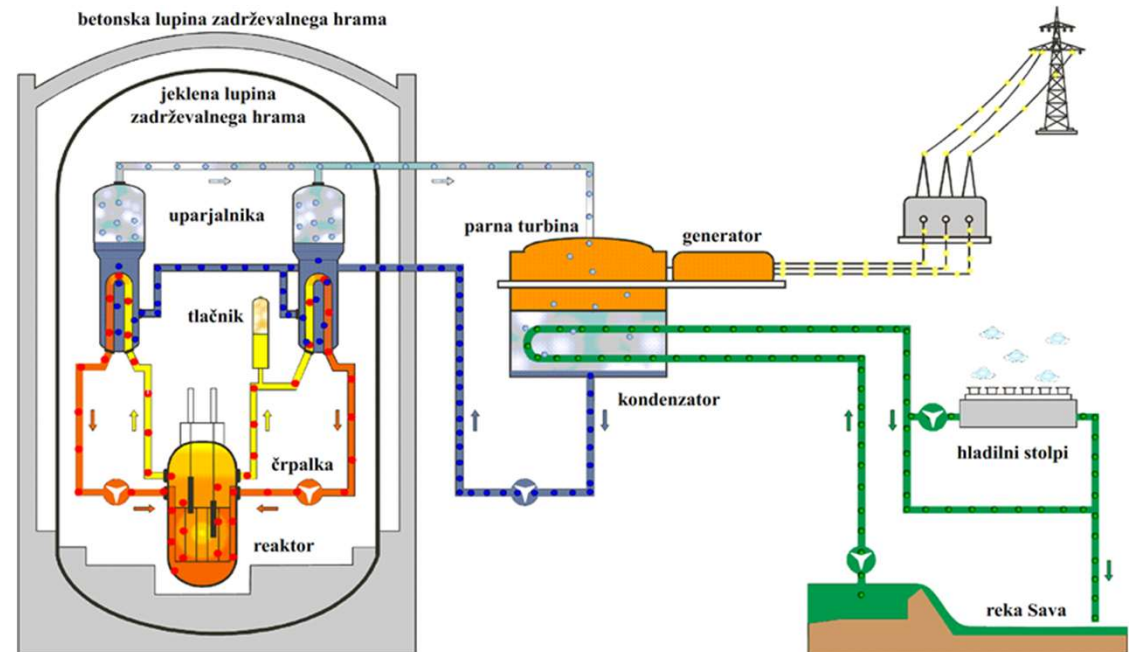 betonska lupina zadrževalnega hrama
jeklena lupina
zadrževalnega hrama
uparjalnika
parna turbina
generator
tlačnik
kondenzator
hladilni stolpi
črpalka
reaktor
reka Sava